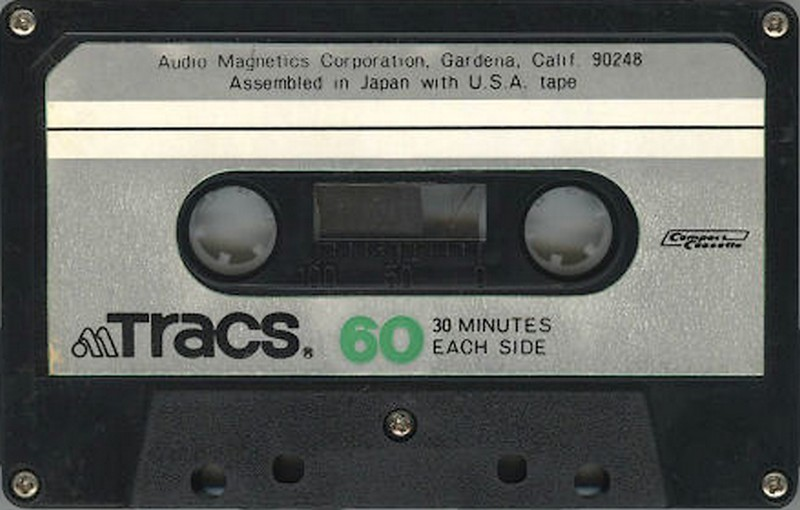 Audio Magnetics Corporation, Gardena, Calif. 90248
Assembled in Japan with U.S.A. tape
Compact
Cassette
100 50 0
TRACS® 60 30 MINUTES
EACH SIDE